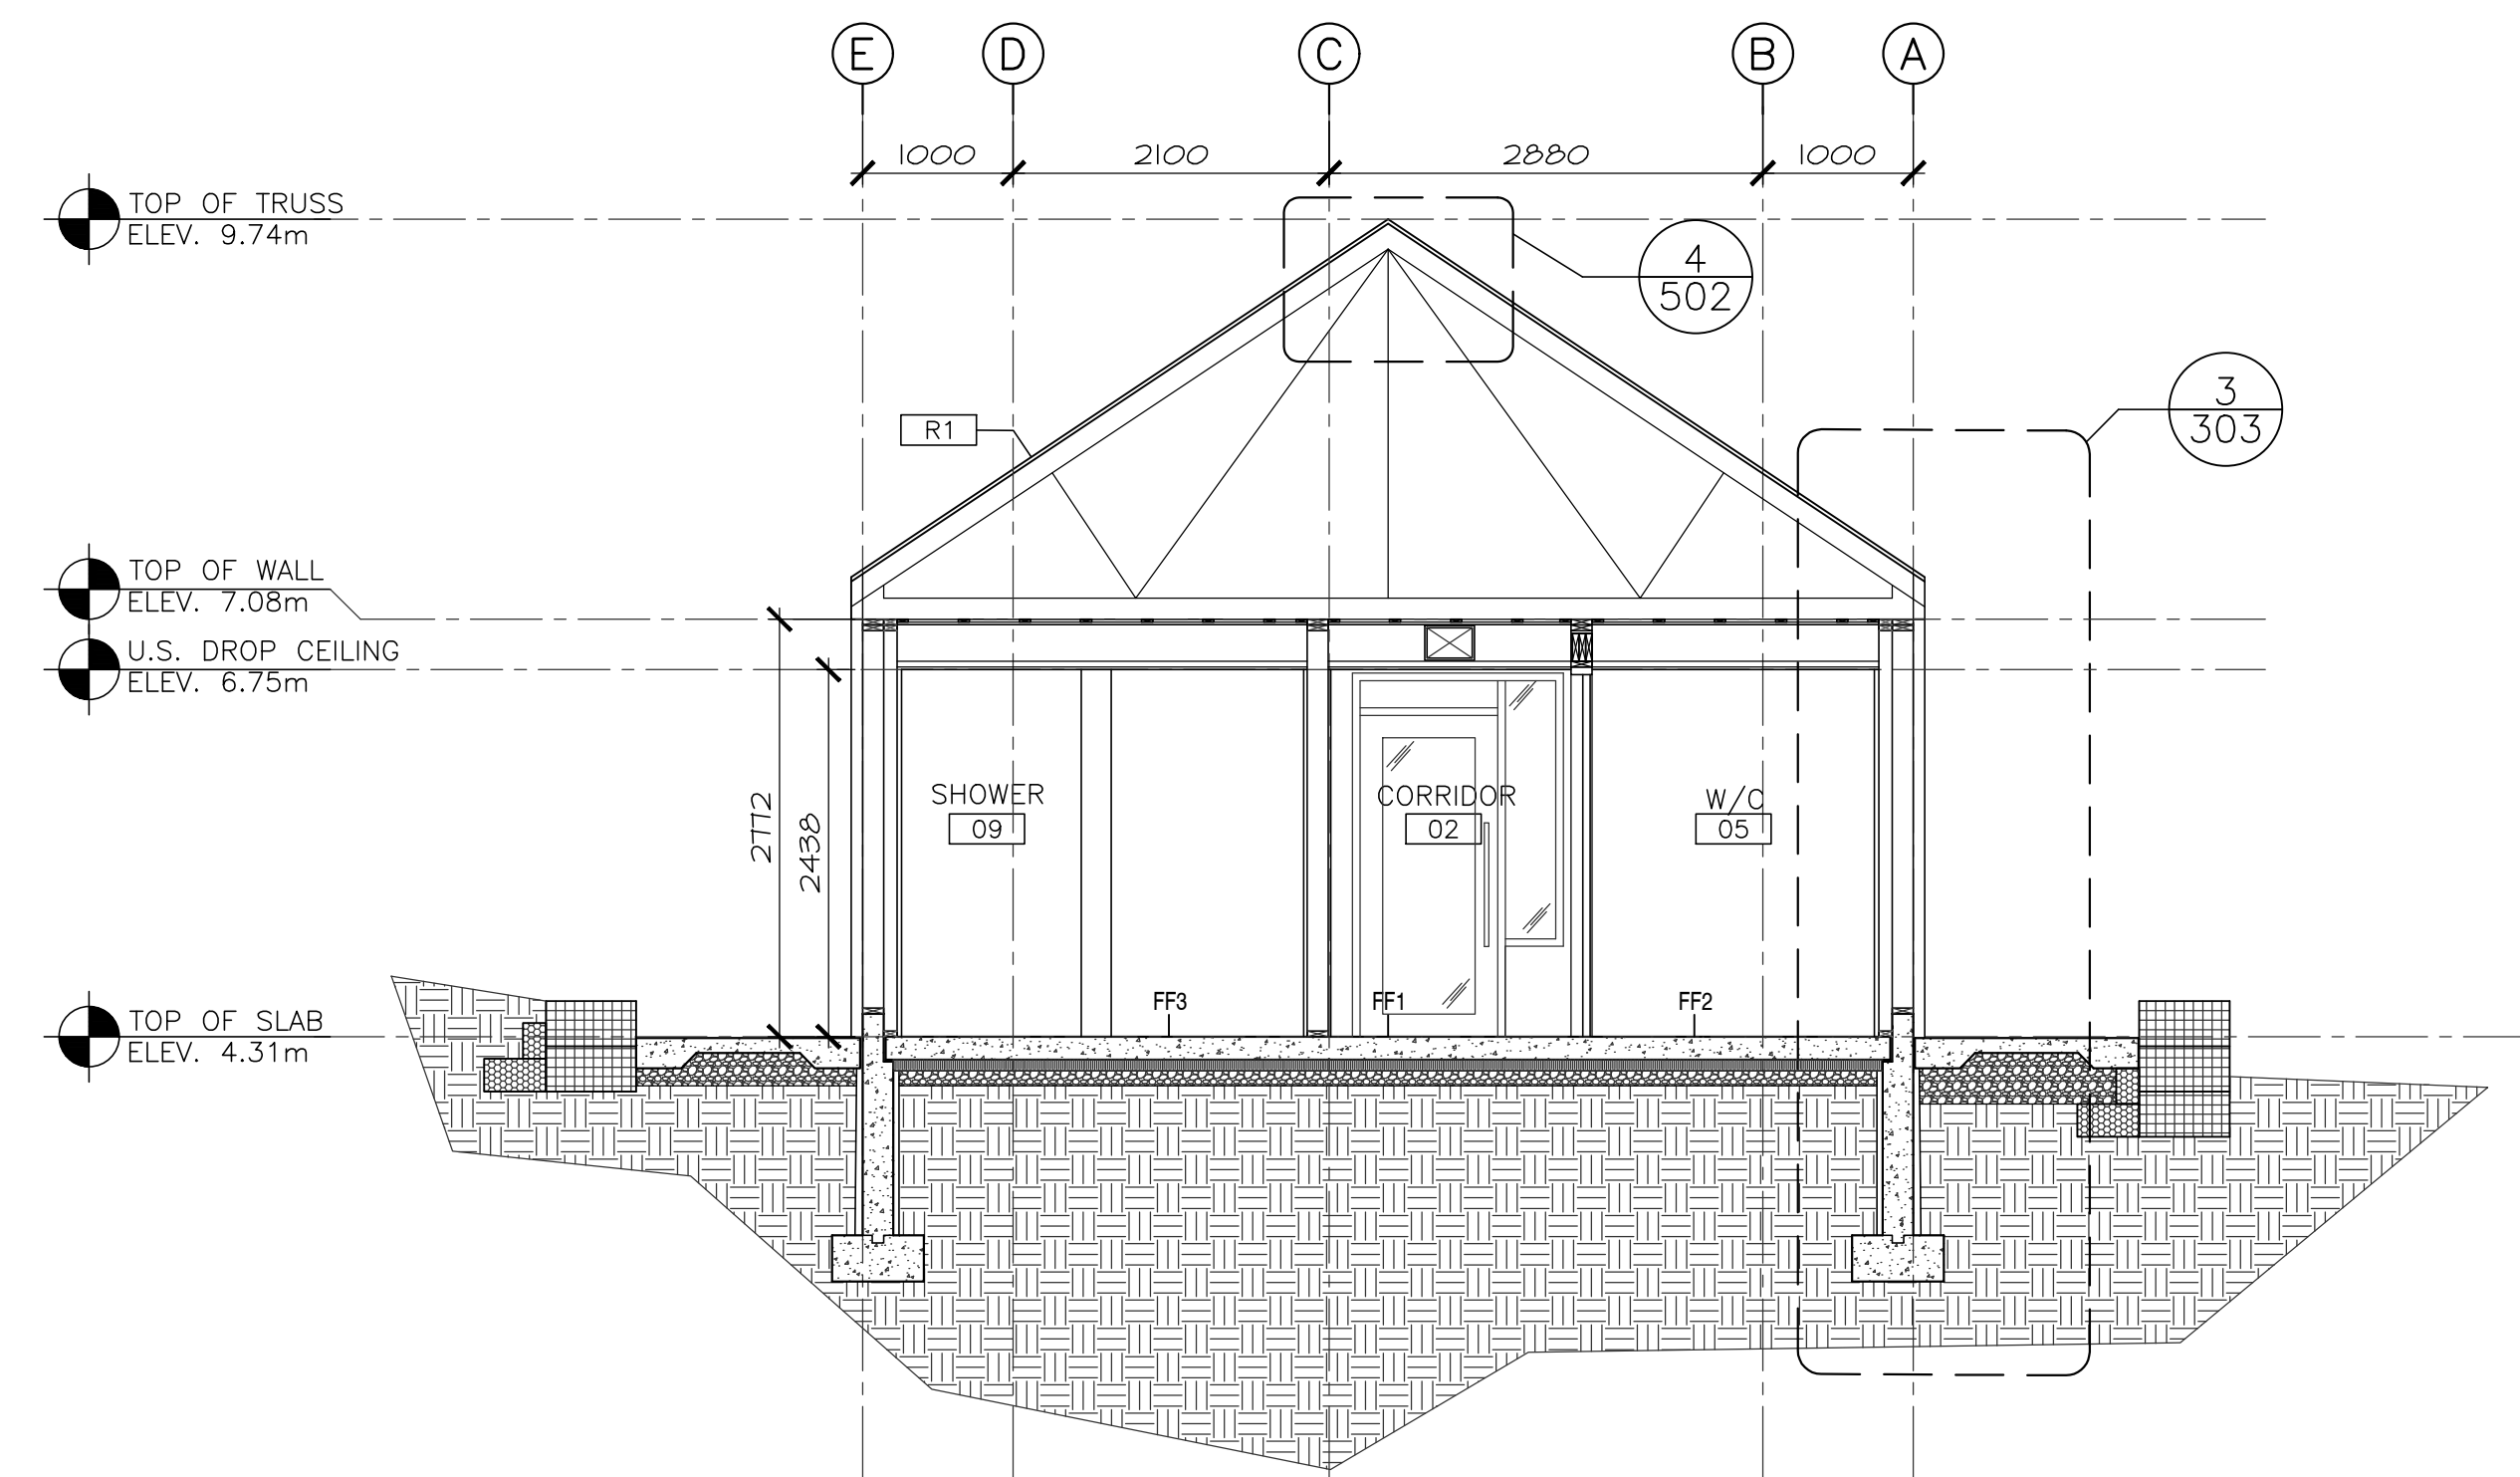 E D C B A
1000 2100 2880 1000
TOP OF TRUSS
ELEV. 9.74m
4
502
3
303
R1
TOP OF WALL
ELEV. 7.08m
U.S. DROP CEILING
ELEV. 6.75m
2772
2438
SHOWER
09
CORRIDOR
02
W/C
05
FF3 FF1 FF2
TOP OF SLAB
ELEV. 4.31m